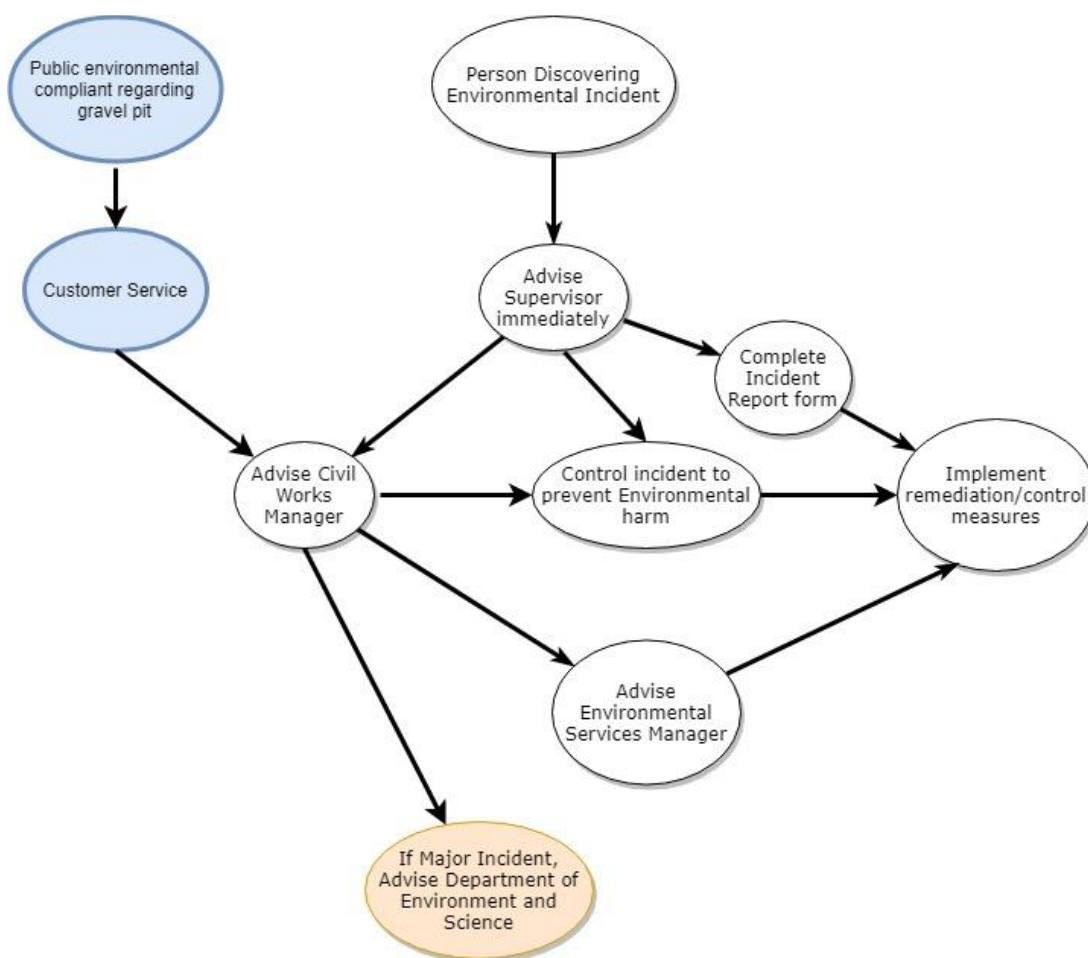 Public environmental
compliant regarding
gravel pit
Person Discovering
Environmental Incident
Customer Service
Advise
Supervisor
immediately
Complete
Incident
Report form
Advise Civil
Works
Manager
Control incident to
prevent Environmental
harm
Implement
remediation/control
measures
Advise
Environmental
Services Manager
If Major Incident,
Advise Department of
Environment and
Science